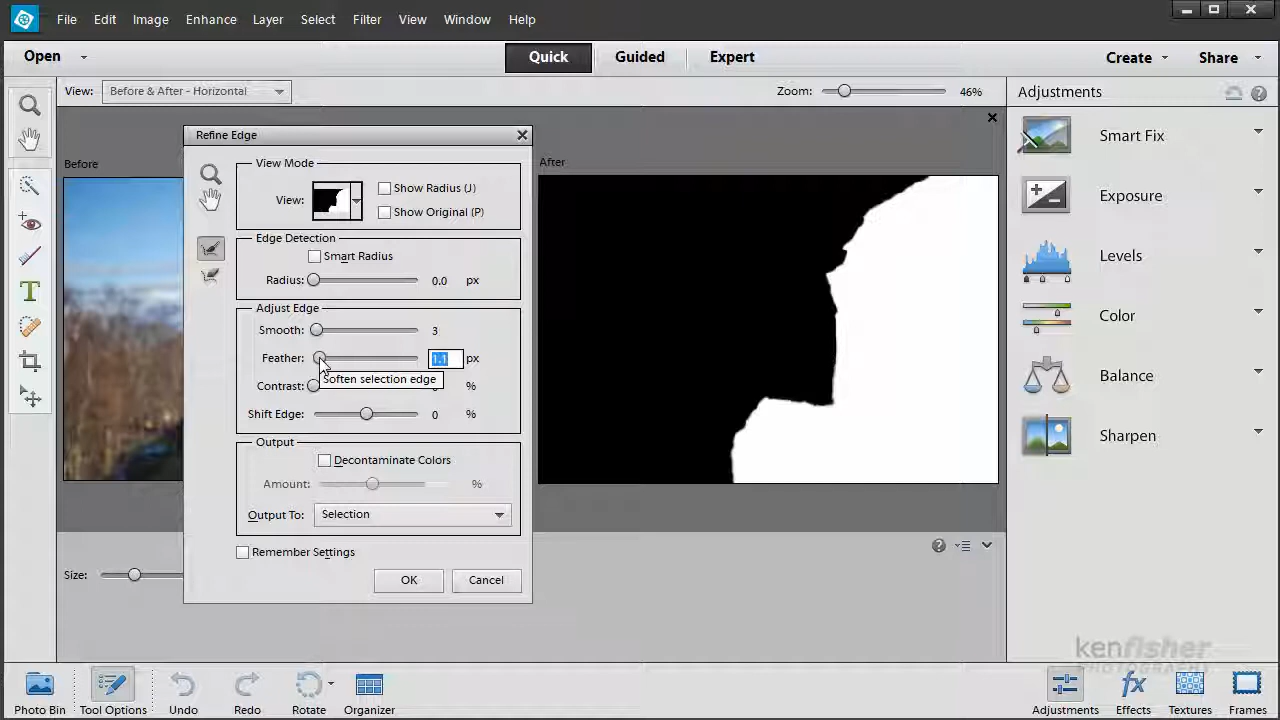 File Edit Image Enhance Layer Select Filter View Window Help
Open Quick Guided Expert Create Share
View: Before & After - Horizontal Zoom: 46% Adjustments
Refine Edge
Before
After
View Mode
View:
Show Radius (J)
Show Original (P)
Edge Detection
Smart Radius
Radius: 0.0 px
Adjust Edge
Smooth: 3
Feather: 1.1 px
Soften selection edge
Contrast: %
Shift Edge: 0 %
Output
Decontaminate Colors
Amount: %
Output To: Selection
Remember Settings
OK Cancel
Size:
Smart Fix
Exposure
Levels
Color
Balance
Sharpen
kenfisher
PHOTOGRAPHY
Photo Bin Tool Options Undo Redo Rotate Organizer Adjustments Effects Textures Frames